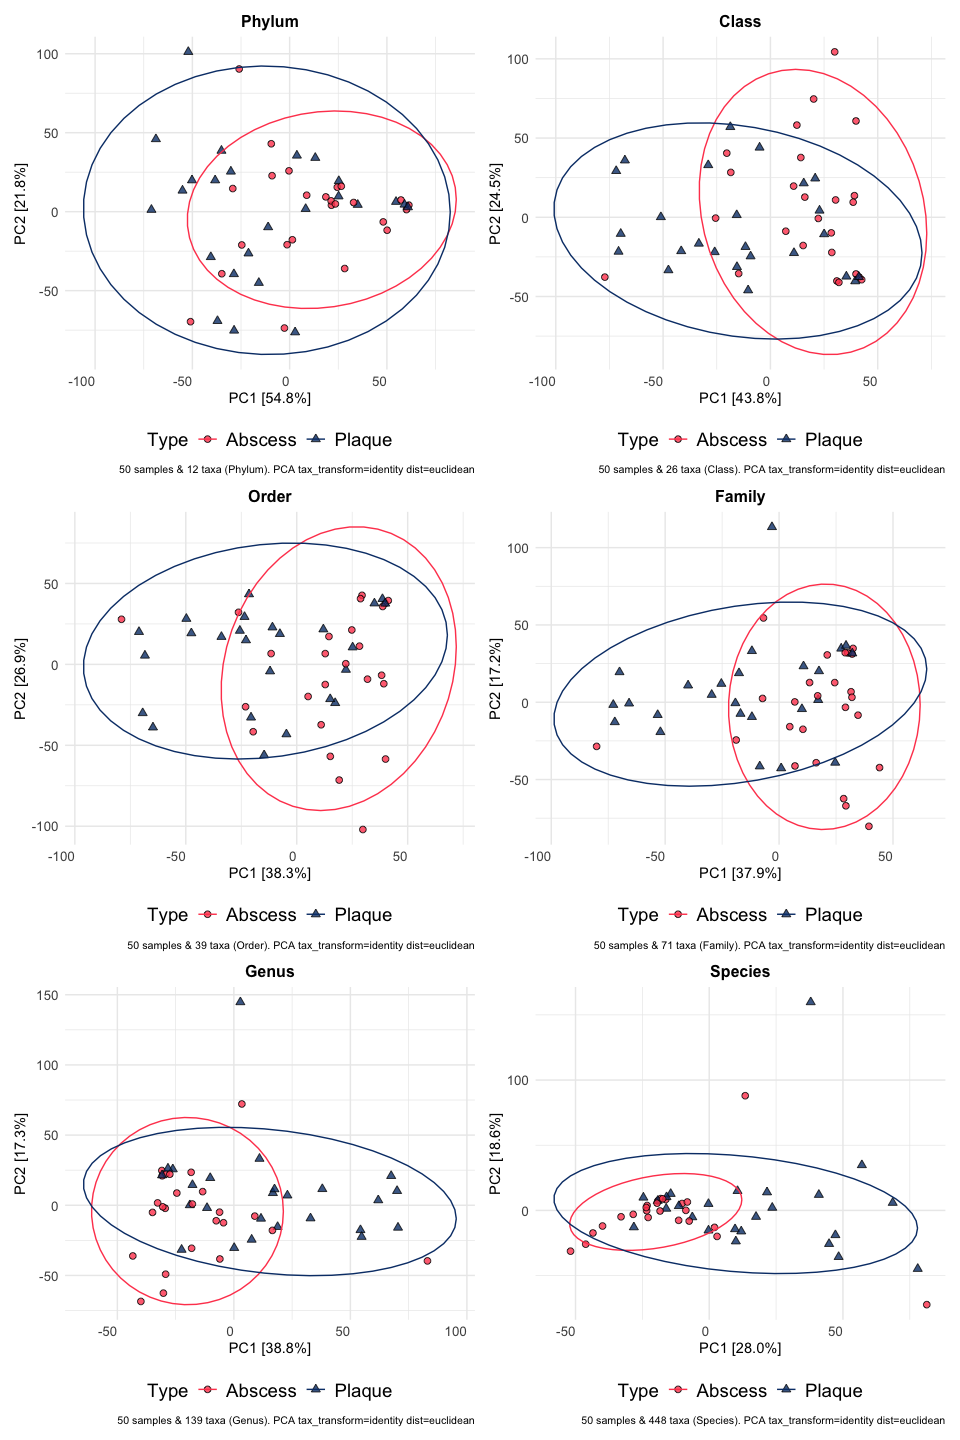 Phylum
100
50
0
-50
PC2 [21.8%]
-100
-50
0
50
PC1 [54.8%]
Type Abscess Plaque
50 samples & 12 taxa (Phylum). PCA tax_transform=identity dist=euclidean
Class
100
50
0
-50
PC2 [24.5%]
-100
-50
0
50
PC1 [43.8%]
Type Abscess Plaque
50 samples & 26 taxa (Class). PCA tax_transform=identity dist=euclidean
Order
50
0
-50
-100
PC2 [26.9%]
-100
-50
0
50
PC1 [38.3%]
Type Abscess Plaque
50 samples & 39 taxa (Order). PCA tax_transform=identity dist=euclidean
Family
100
50
0
-50
PC2 [17.2%]
-100
-50
0
50
PC1 [37.9%]
Type Abscess Plaque
50 samples & 71 taxa (Family). PCA tax_transform=identity dist=euclidean
Genus
150
100
50
0
-50
PC2 [17.3%]
-50
0
50
100
PC1 [38.8%]
Type Abscess Plaque
50 samples & 139 taxa (Genus). PCA tax_transform=identity dist=euclidean
Species
100
0
PC2 [18.6%]
-50
0
50
PC1 [28.0%]
Type Abscess Plaque
50 samples & 448 taxa (Species). PCA tax_transform=identity dist=euclidean